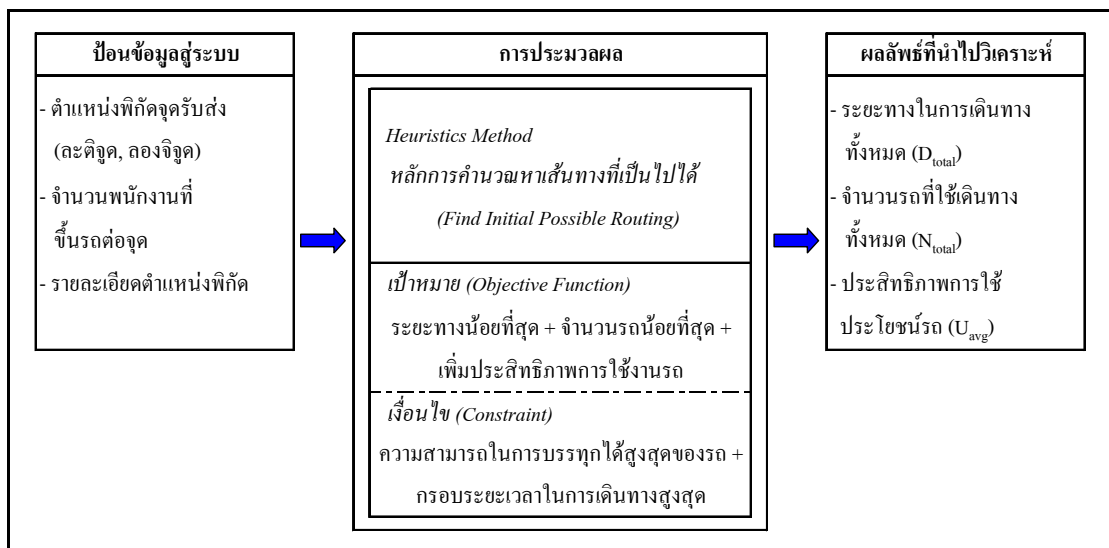 ป้อนข้อมูลสู่ระบบ
- ตำแหน่งพิกัดจุดรับส่ง
(ละติจูด, ลองจิจูด)
- จำนวนพนักงานที่
ขึ้นรถต่อจุด
- รายละเอียดตำแหน่งพิกัด
การประมวลผล
Heuristics Method
หลักการคำนวณหาเส้นทางที่เป็นไปได้
(Find Initial Possible Routing)
เป้าหมาย (Objective Function)
ระยะทางน้อยที่สุด + จำนวนรถน้อยที่สุด +
เพิ่มประสิทธิภาพการใช้งานรถ
เงื่อนไข (Constraint)
ความสามารถในการบรรทุกได้สูงสุดของรถ +
กรอบระยะเวลาในการเดินทางสูงสุด
ผลลัพธ์ที่นำไปวิเคราะห์
- ระยะทางในการเดินทาง
ทั้งหมด (D_total)
- จำนวนรถที่ใช้เดินทาง
ทั้งหมด (N_total)
- ประสิทธิภาพการใช้
ประโยชน์รถ (U_avg)